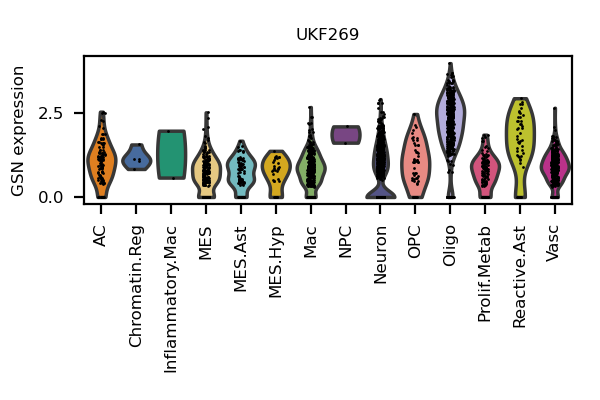 UKF269
GSN expression
2.5
0.0
AC
Chromatin.Reg
Inflammatory.Mac
MES
MES.Ast
MES.Hyp
Mac
NPC
Neuron
OPC
Oligo
Prolif.Metab
Reactive.Ast
Vasc